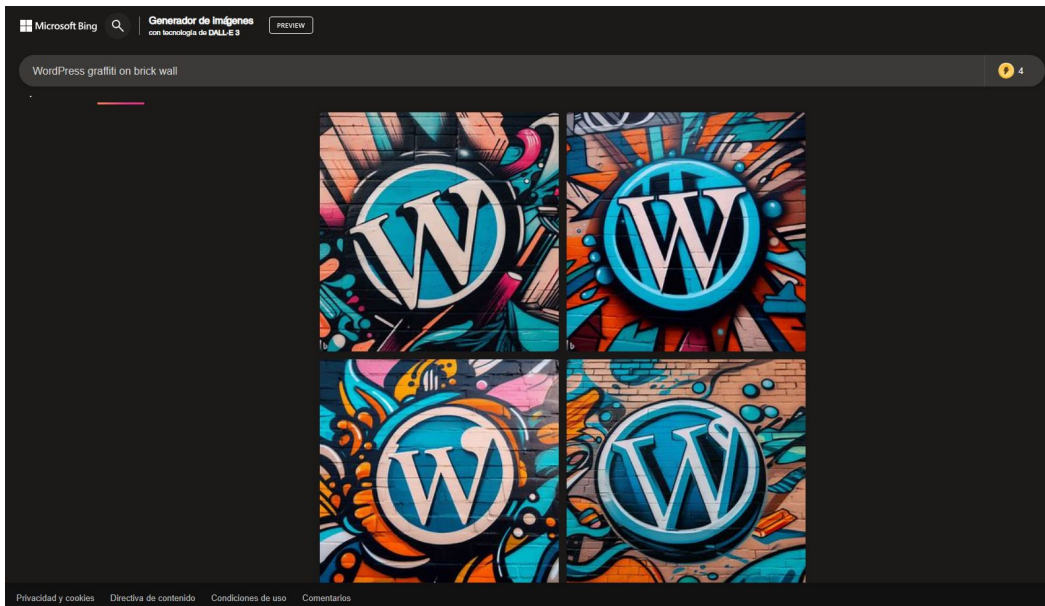 Microsoft Bing
Generador de imágenes
con tecnología de DALL·E 3
PREVIEW
WordPress graffiti on brick wall
4
W
W
W
W
Privacidad y cookies Directiva de contenido Condiciones de uso Comentarios